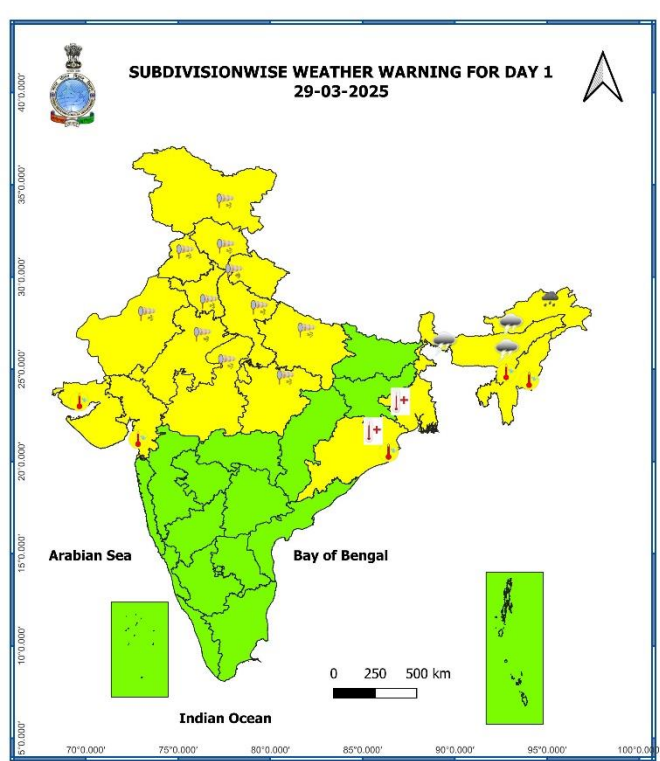 SUBDIVISIONWISE WEATHER WARNING FOR DAY 1
29-03-2025
40°0.000'
35°0.000'
30°0.000'
25°0.000'
20°0.000'
15°0.000'
10°0.000'
5°0.000'
Arabian Sea
Bay of Bengal
0 250 500 km
Indian Ocean
70°0.000' 75°0.000' 80°0.000' 85°0.000' 90°0.000' 95°0.000' 100°0.000'